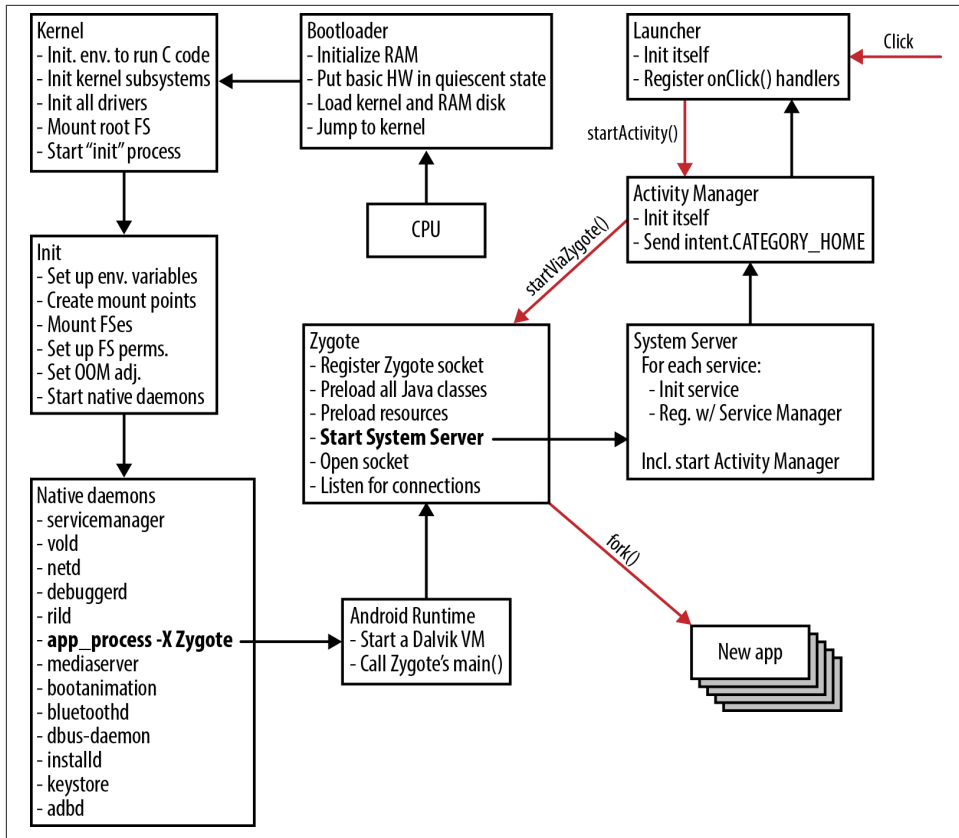 Kernel
- Init. env. to run C code
- Init kernel subsystems
- Init all drivers
- Mount root FS
- Start “init” process
Bootloader
- Initialize RAM
- Put basic HW in quiescent state
- Load kernel and RAM disk
- Jump to kernel
Launcher
- Init itself
- Register onClick() handlers
Click
startActivity()
CPU
Activity Manager
- Init itself
- Send intent.CATEGORY_HOME
startViaZygote()
Init
- Set up env. variables
- Create mount points
- Mount FSes
- Set up FS perms.
- Set OOM adj.
- Start native daemons
Zygote
- Register Zygote socket
- Preload all Java classes
- Preload resources
- Start System Server
- Open socket
- Listen for connections
System Server
For each service:
- Init service
- Reg. w/ Service Manager
Incl. start Activity Manager
fork()
Native daemons
- servicemanager
- vold
- netd
- debuggerd
- rild
- app_process -X Zygote
- mediaserver
- bootanimation
- bluetoothd
- dbus-daemon
- installd
- keystore
- adbd
Android Runtime
- Start a Dalvik VM
- Call Zygote’s main()
New app